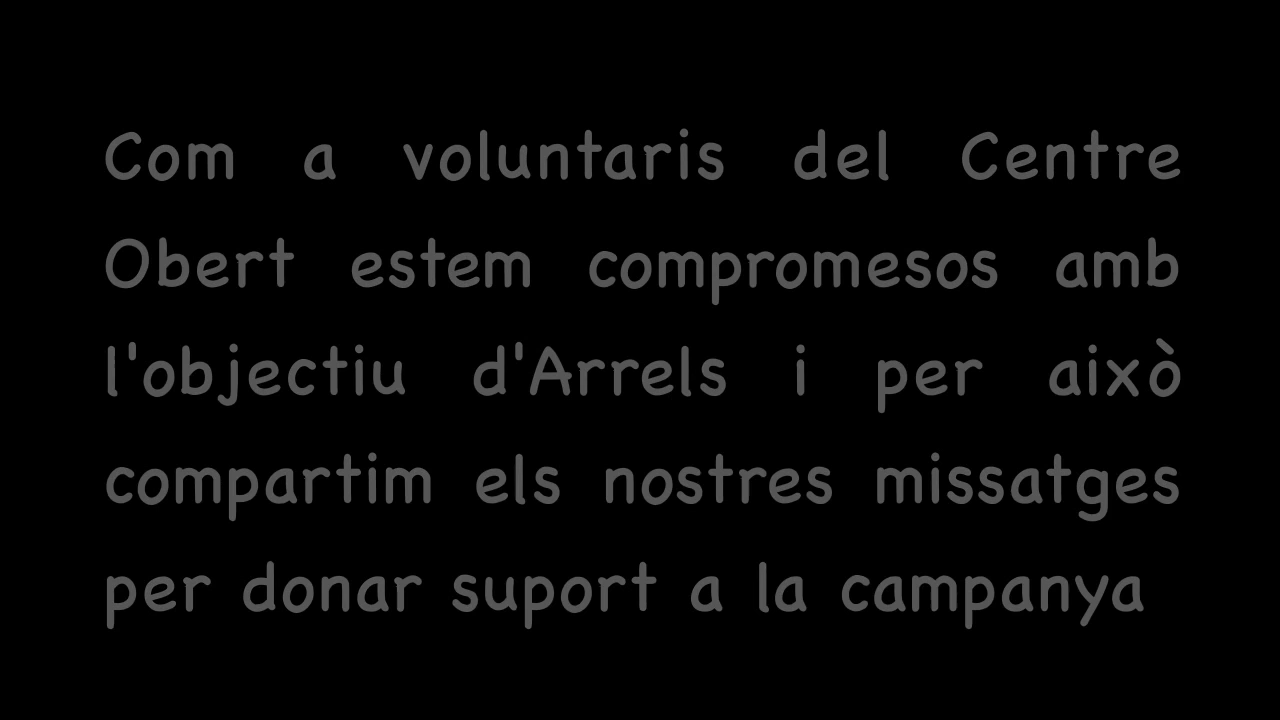 Com a voluntaris del Centre
Obert estem compromesos amb
l'objectiu d'Arrels i per això
compartim els nostres missatges
per donar suport a la campanya